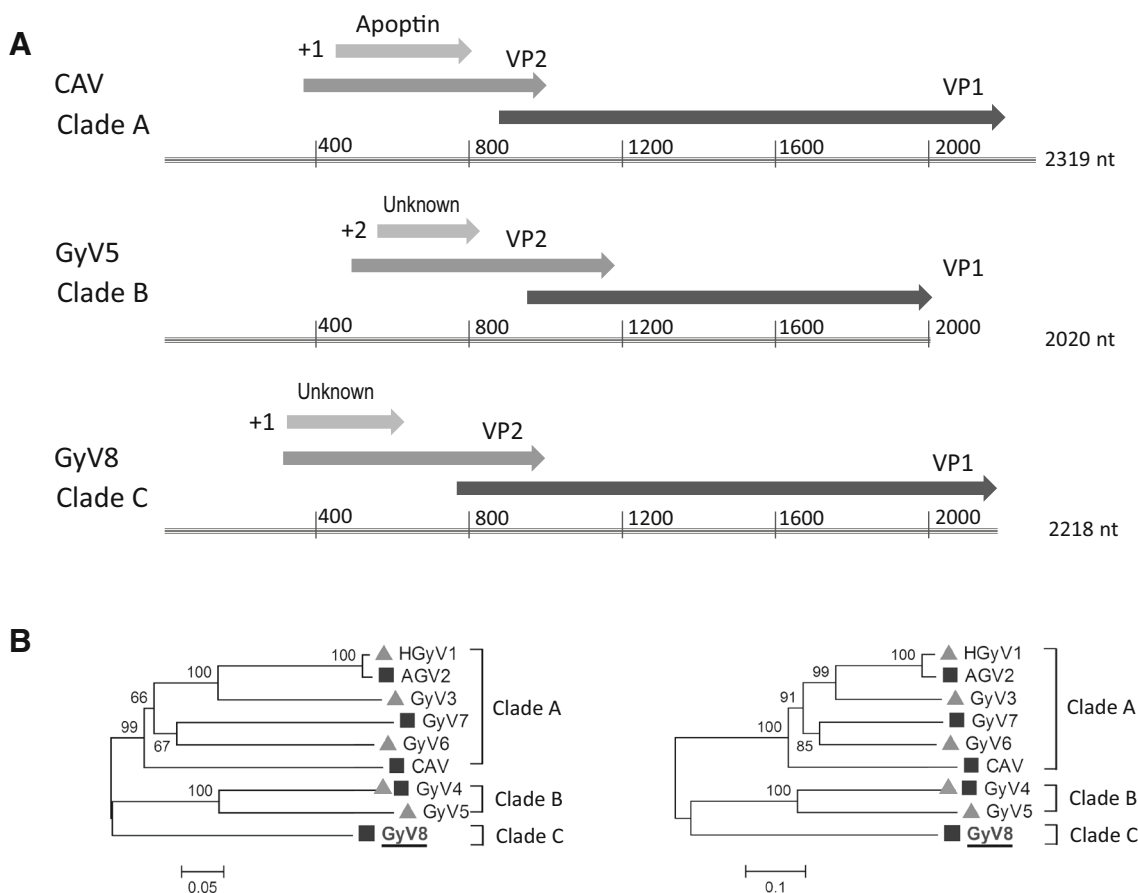 A
Apoptin
+1
VP2
CAV
VP1
Clade A
400 800 1200 1600 2000
2319 nt
Unknown
+2
VP2
GyV5
VP1
Clade B
400 800 1200 1600 2000
2020 nt
Unknown
+1
VP2
GyV8
VP1
Clade C
400 800 1200 1600 2000
2218 nt
B
100 HGyV1
100 AGV2
66 GyV3
Clade A
99 GyV7
67 GyV6
CAV
100 GyV4
Clade B
GyV5
GyV8 Clade C
0.05
100 HGyV1
99 AGV2
91 GyV3
Clade A
100 GyV7
85 GyV6
CAV
100 GyV4
Clade B
GyV5
GyV8 Clade C
0.1